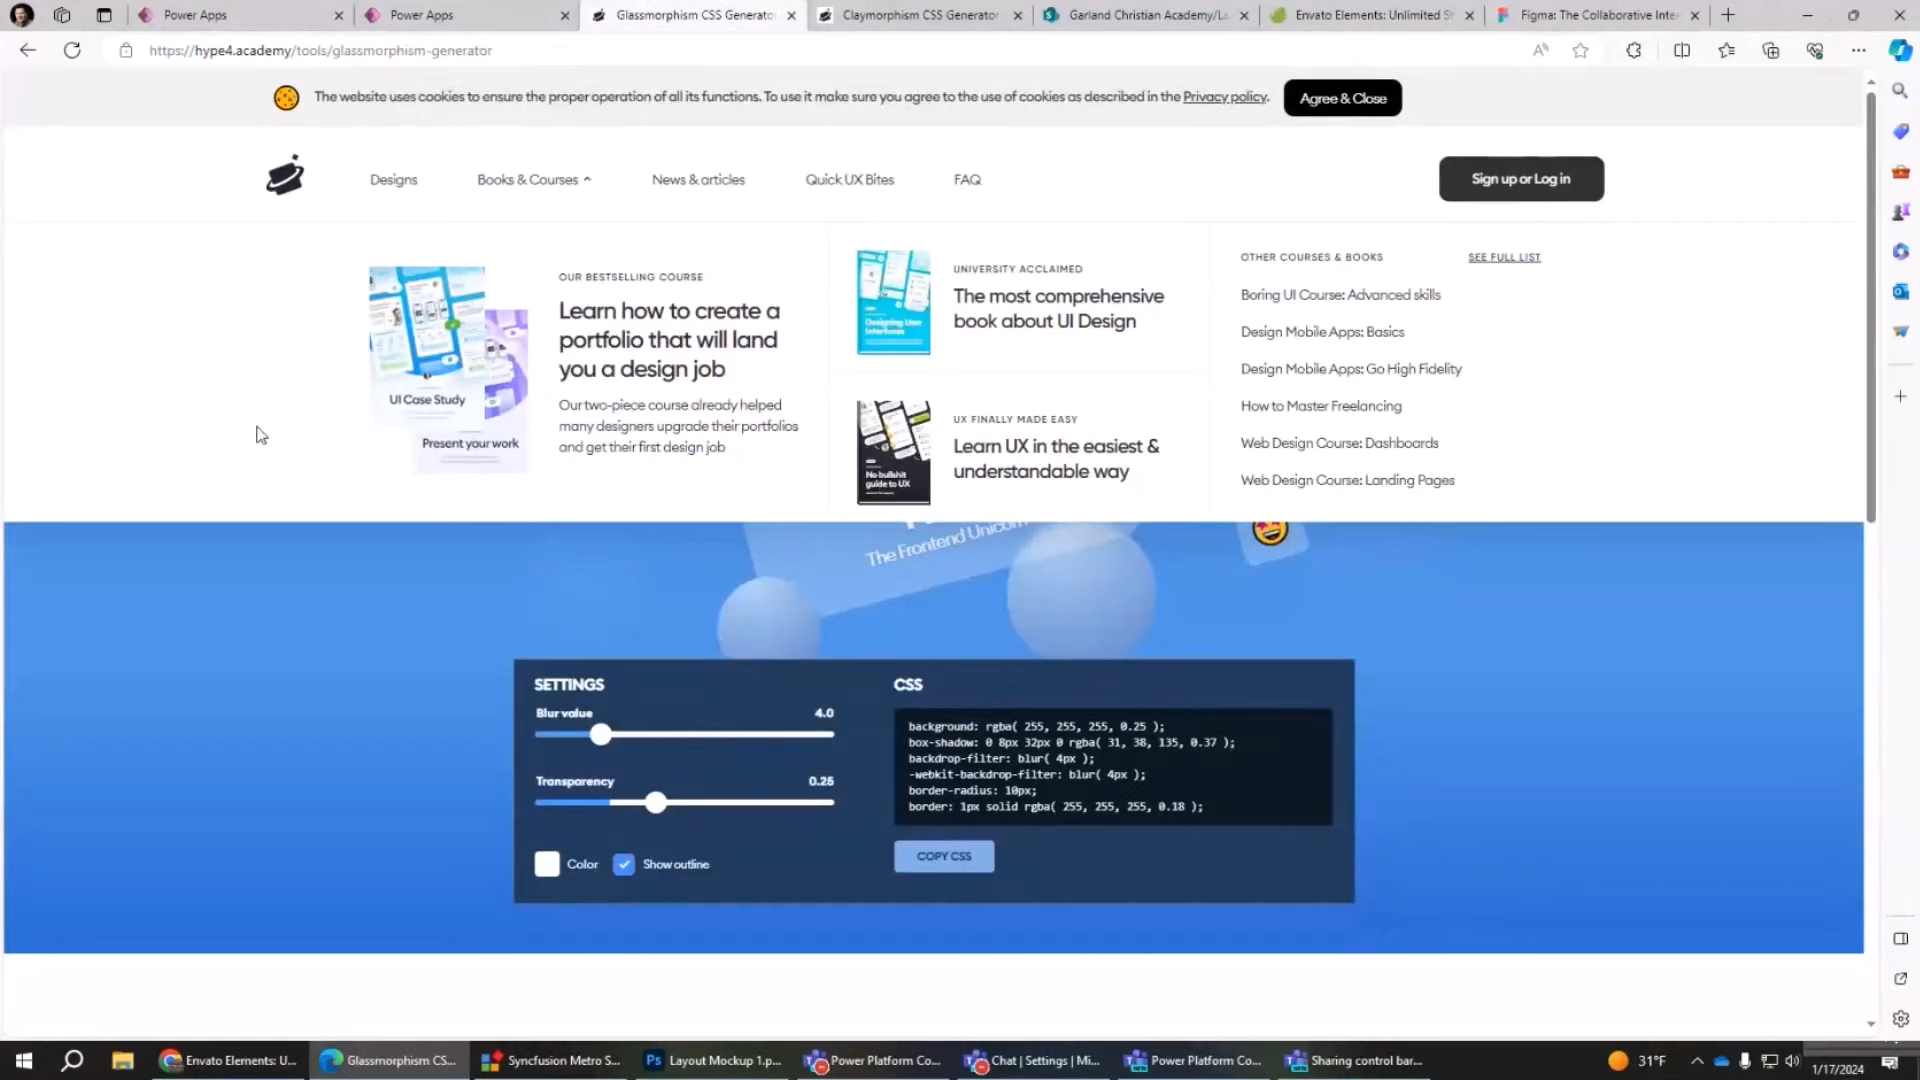 Power Apps
Power Apps
Glassmorphism CSS Generato
Claymorphism CSS Generator
Garland Christian Academy/La
Envato Elements: Unlimited S
Figma: The Collaborative Inte
https://hype4.academy/tools/glassmorphism-generator
The website uses cookies to ensure the proper operation of all its functions. To use it make sure you agree to the use of cookies as described in the Privacy policy.
Agree & Close
Designs
Books & Courses
News & articles
Quick UX Bites
FAQ
Sign up or Log in
UI Case Study
Present your work
OUR BESTSELLING COURSE
Learn how to create a
portfolio that will land
you a design job
Our two-piece course already helped
many designers upgrade their portfolios
and get their first design job
Designing User
Interfaces
UNIVERSITY ACCLAIMED
The most comprehensive
book about UI Design
No bullshit
guide to UX
UX FINALLY MADE EASY
Learn UX in the easiest &
understandable way
OTHER COURSES & BOOKS
SEE FULL LIST
Boring UI Course: Advanced skills
Design Mobile Apps: Basics
Design Mobile Apps: Go High Fidelity
How to Master Freelancing
Web Design Course: Dashboards
Web Design Course: Landing Pages
The Frontend Unicorn
SETTINGS
Blur value
4.0
Transparency
0.25
Color
Show outline
CSS
background: rgba( 255, 255, 255, 0.25 );
box-shadow: 0 8px 32px 0 rgba( 31, 38, 135, 0.37 );
backdrop-filter: blur( 4px );
-webkit-backdrop-filter: blur( 4px );
border-radius: 10px;
border: 1px solid rgba( 255, 255, 255, 0.18 );
COPY CSS
Envato Elements: U...
Glassmorphism CS...
Syncfusion Metro S...
Ps
Layout Mockup 1.p...
Power Platform Co...
Chat | Settings | Mi...
Power Platform Co...
Sharing control bar...
31°F
1/17/2024